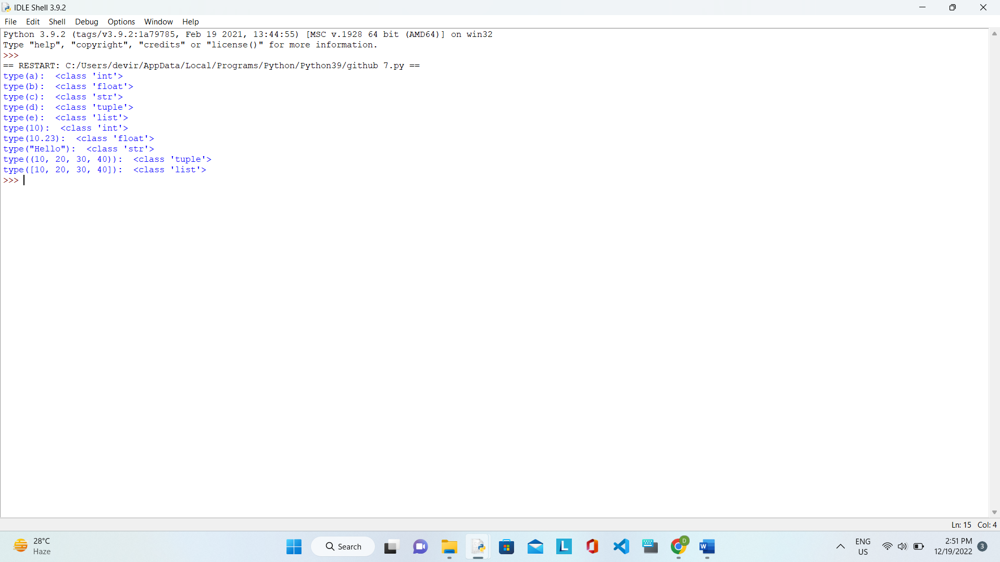 IDLE Shell 3.9.2
File Edit Shell Debug Options Window Help
Python 3.9.2 (tags/v3.9.2:1a79785, Feb 19 2021, 13:44:55) [MSC v.1928 64 bit (AMD64)] on win32
Type "help", "copyright", "credits" or "license()" for more information.
>>>
== RESTART: C:/Users/devir/AppData/Local/Programs/Python/Python39/github 7.py ==
type(a):  <class 'int'>
type(b):  <class 'float'>
type(c):  <class 'str'>
type(d):  <class 'tuple'>
type(e):  <class 'list'>
type(10):  <class 'int'>
type(10.23):  <class 'float'>
type("Hello"):  <class 'str'>
type((10, 20, 30, 40)):  <class 'tuple'>
type([10, 20, 30, 40]):  <class 'list'>
>>>
Ln: 15 Col: 4
28°C
Haze
Search
L
D
W
ENG
US
2:51 PM
12/19/2022
3